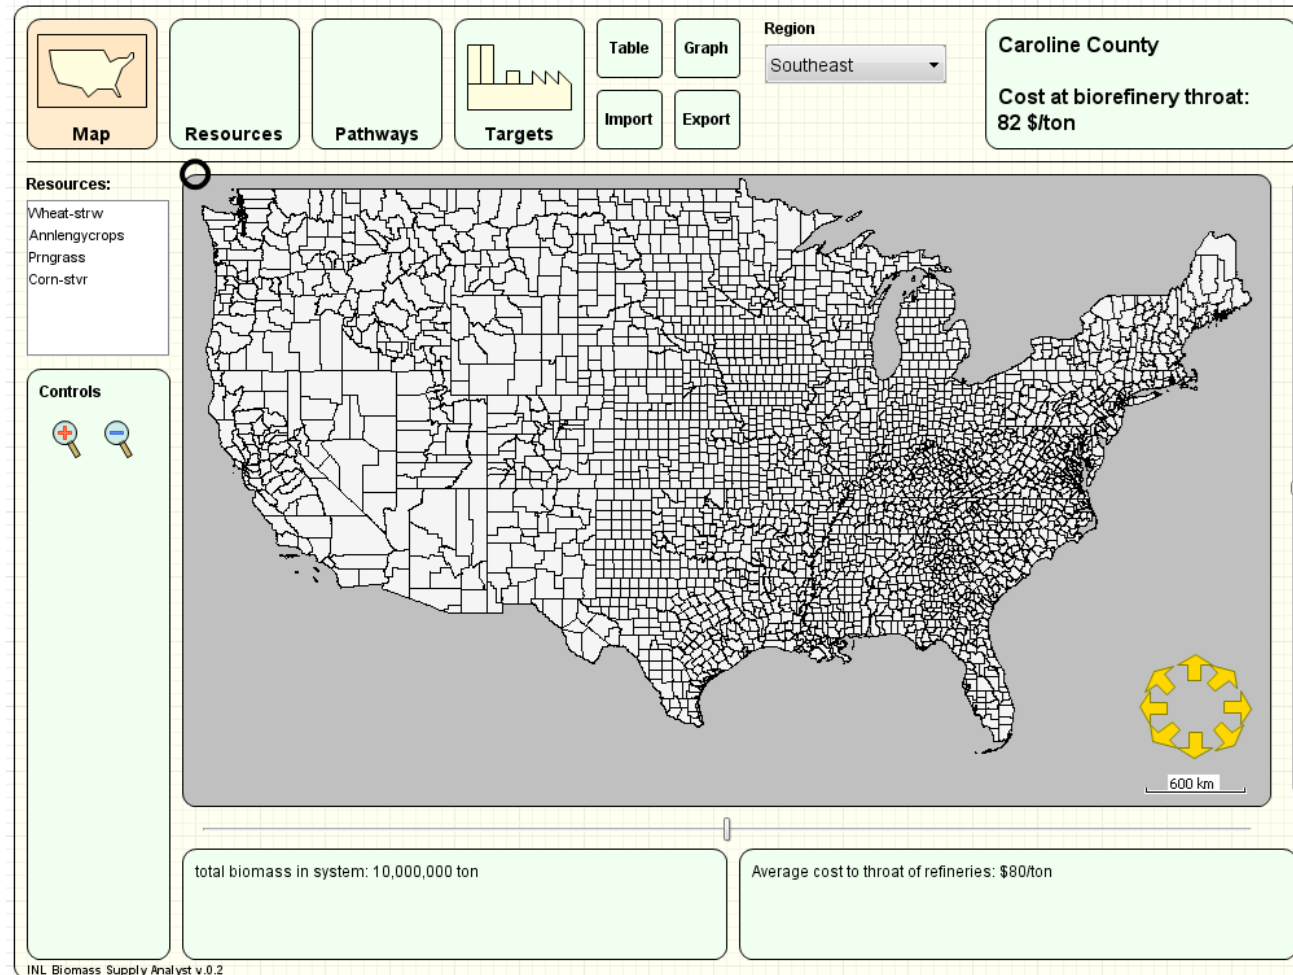 Map
Resources
Pathways
Targets
Table
Graph
Import
Export
Region
Southeast
Caroline County
Cost at biorefinery throat:
82 $/ton
Resources:
Wheat-strw
Annlengycrops
Prngrass
Corn-stvr
Controls
600 km
total biomass in system: 10,000,000 ton
Average cost to throat of refineries: $80/ton
INL Biomass Supply Analyst v.0.2